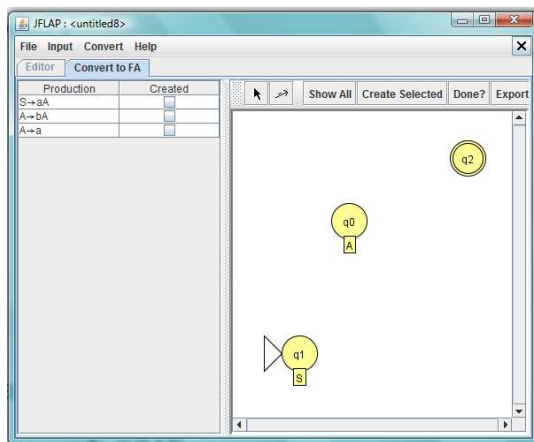 JFLAP : <untitled8>
File Input Convert Help
Editor Convert to FA
Production Created
S→aA
A→bA
A→a
Show All Create Selected Done? Export
q2
q0
A
q1
S